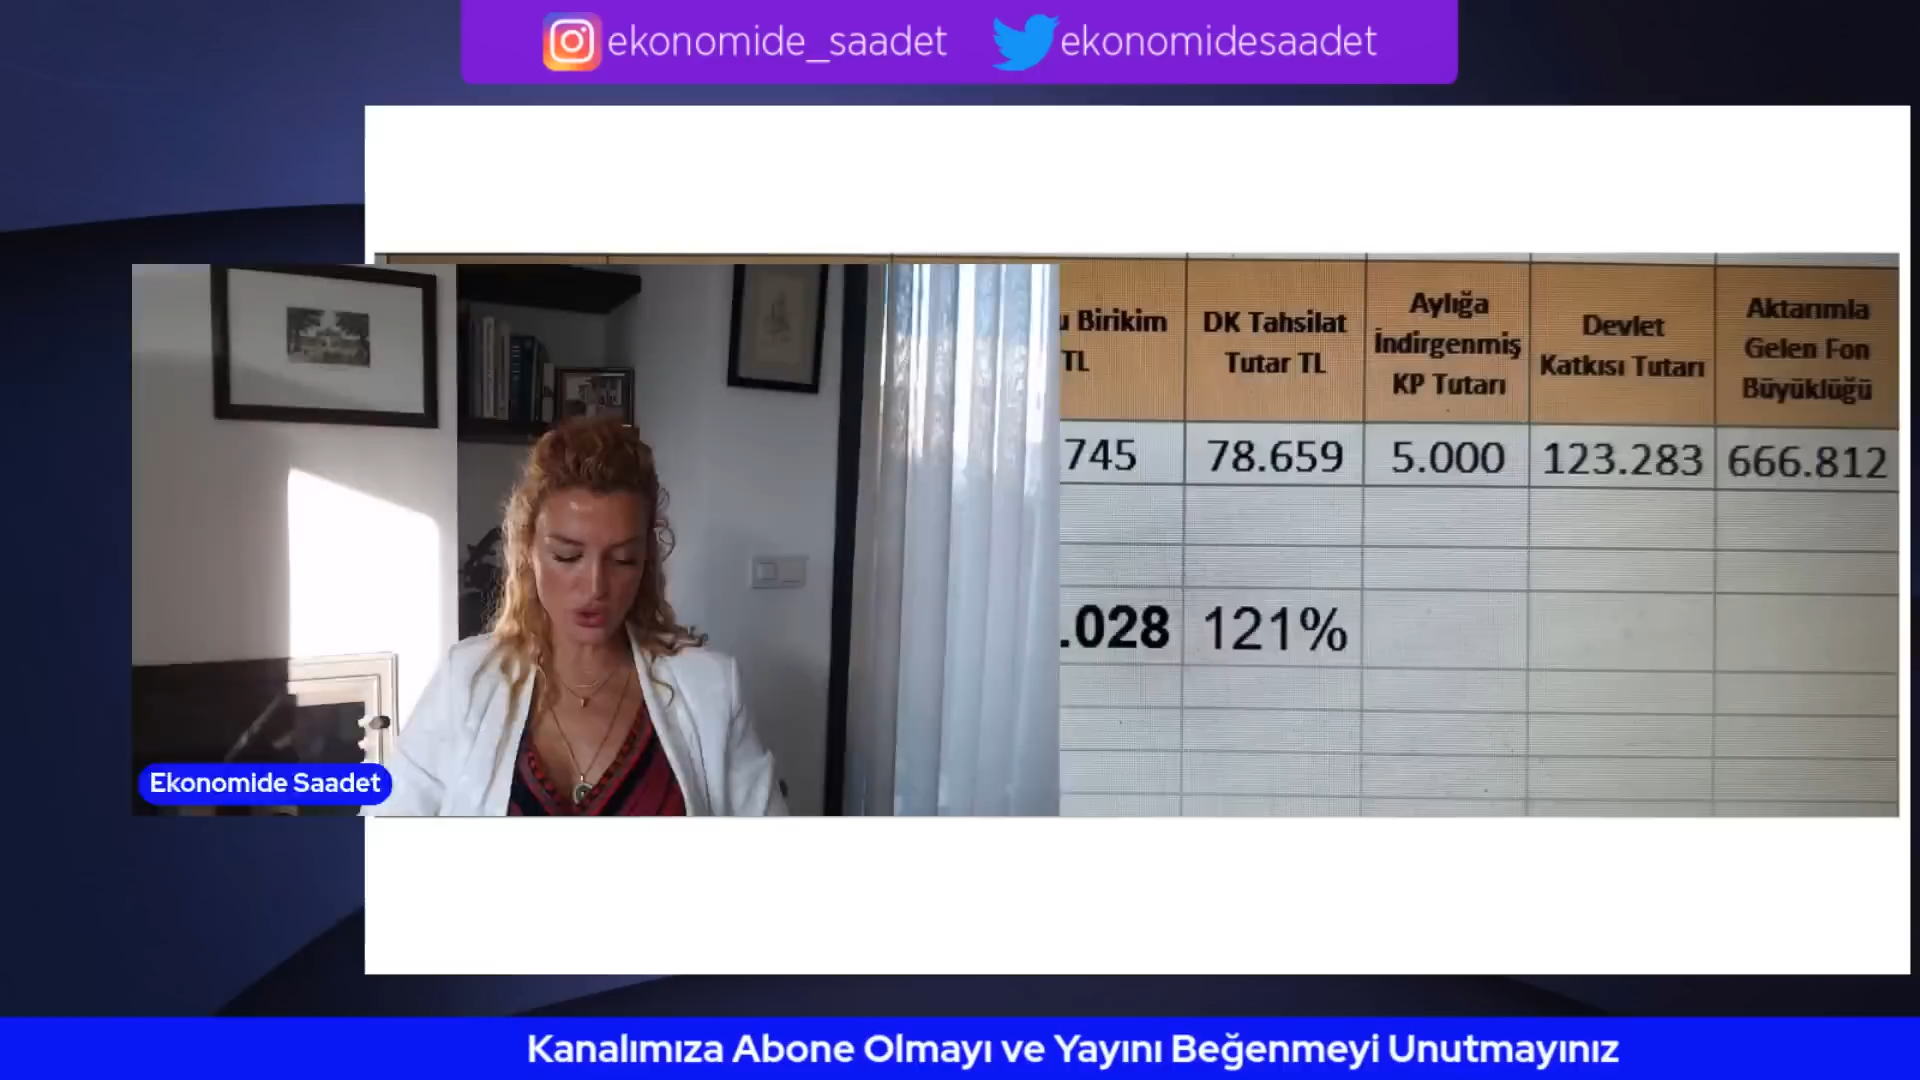 ekonomide_saadet ekonomidesaadet
Birikim
TL
DK Tahsilat
Tutar TL
Aylığa
İndirgenmiş
KP Tutarı
Devlet
Katkısı Tutarı
Aktarımla
Gelen Fon
Büyüklüğü
745 78.659 5.000 123.283 666.812
.028 121%
Ekonomide Saadet
Kanalımıza Abone Olmayı ve Yayını Beğenmeyi Unutmayınız